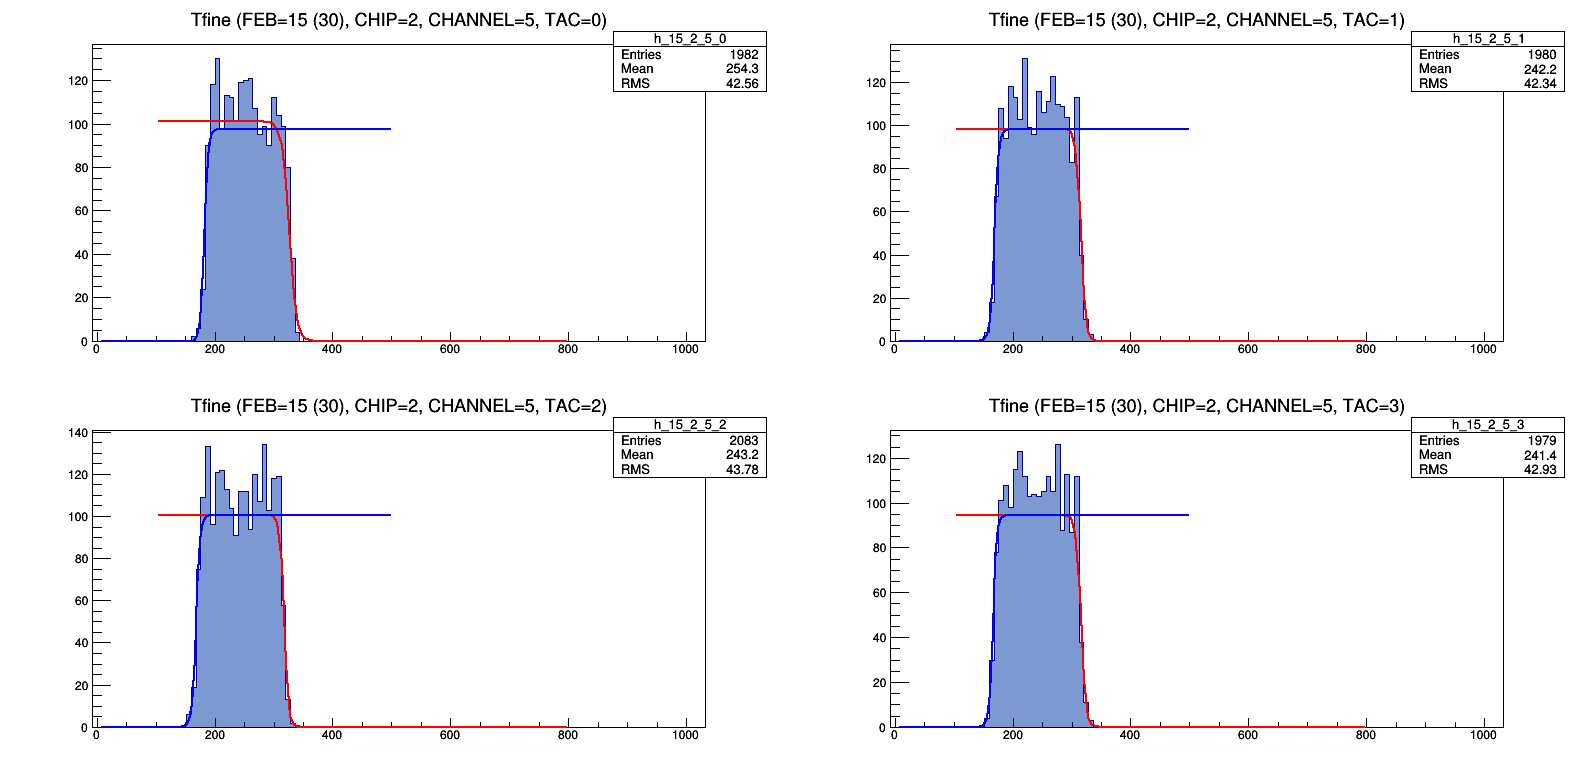 Tfine (FEB=15 (30), CHIP=2, CHANNEL=5, TAC=0)
h_15_2_5_0
Entries 1982
Mean 254.3
RMS 42.56
120
100
80
60
40
20
0
0 200 400 600 800 1000
Tfine (FEB=15 (30), CHIP=2, CHANNEL=5, TAC=1)
h_15_2_5_1
Entries 1980
Mean 242.2
RMS 42.34
120
100
80
60
40
20
0
0 200 400 600 800 1000
Tfine (FEB=15 (30), CHIP=2, CHANNEL=5, TAC=2)
h_15_2_5_2
Entries 2083
Mean 243.2
RMS 43.78
140
120
100
80
60
40
20
0
0 200 400 600 800 1000
Tfine (FEB=15 (30), CHIP=2, CHANNEL=5, TAC=3)
h_15_2_5_3
Entries 1979
Mean 241.4
RMS 42.93
120
100
80
60
40
20
0
0 200 400 600 800 1000